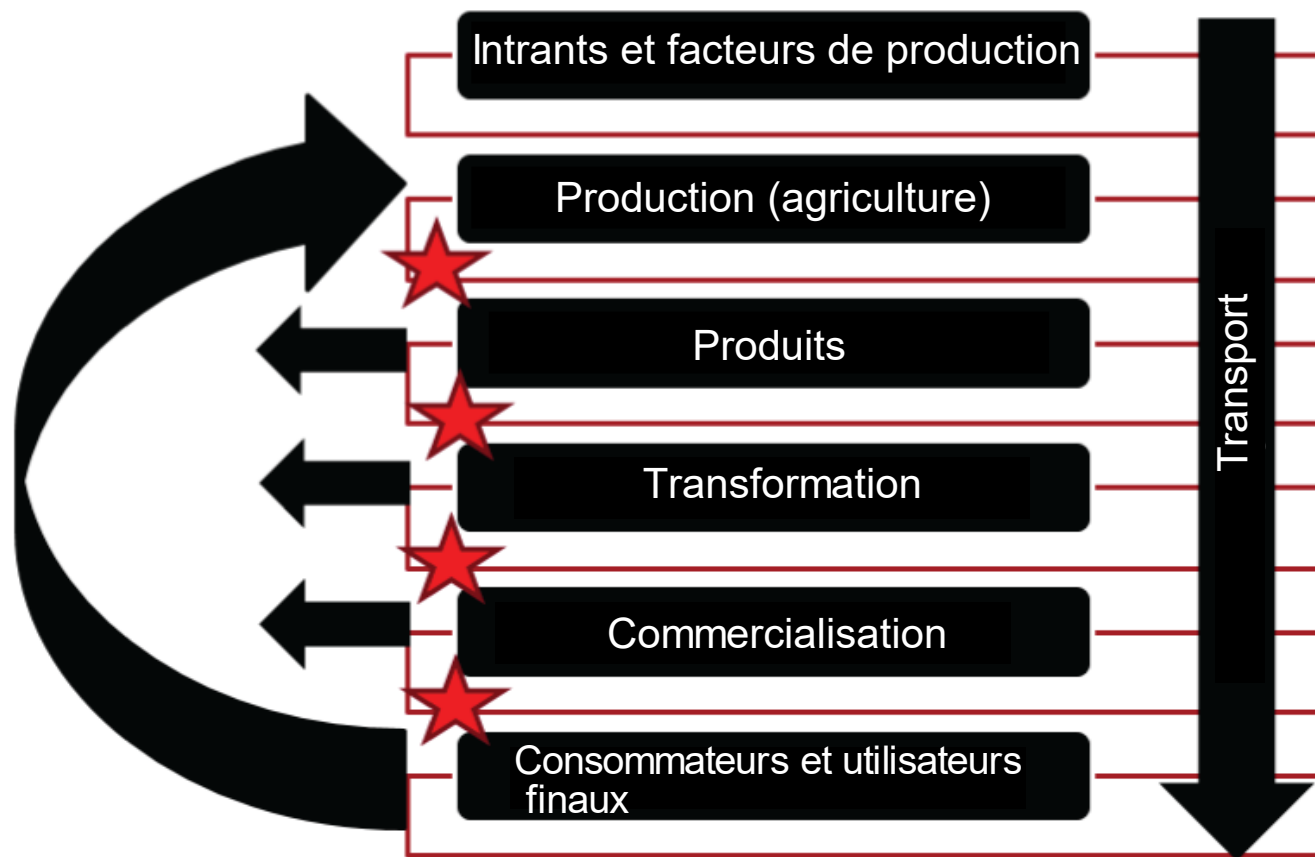 Intrants et facteurs de production
Production (agriculture)
Produits
Transformation
Commercialisation
Consommateurs et utilisateurs
finaux
Transport